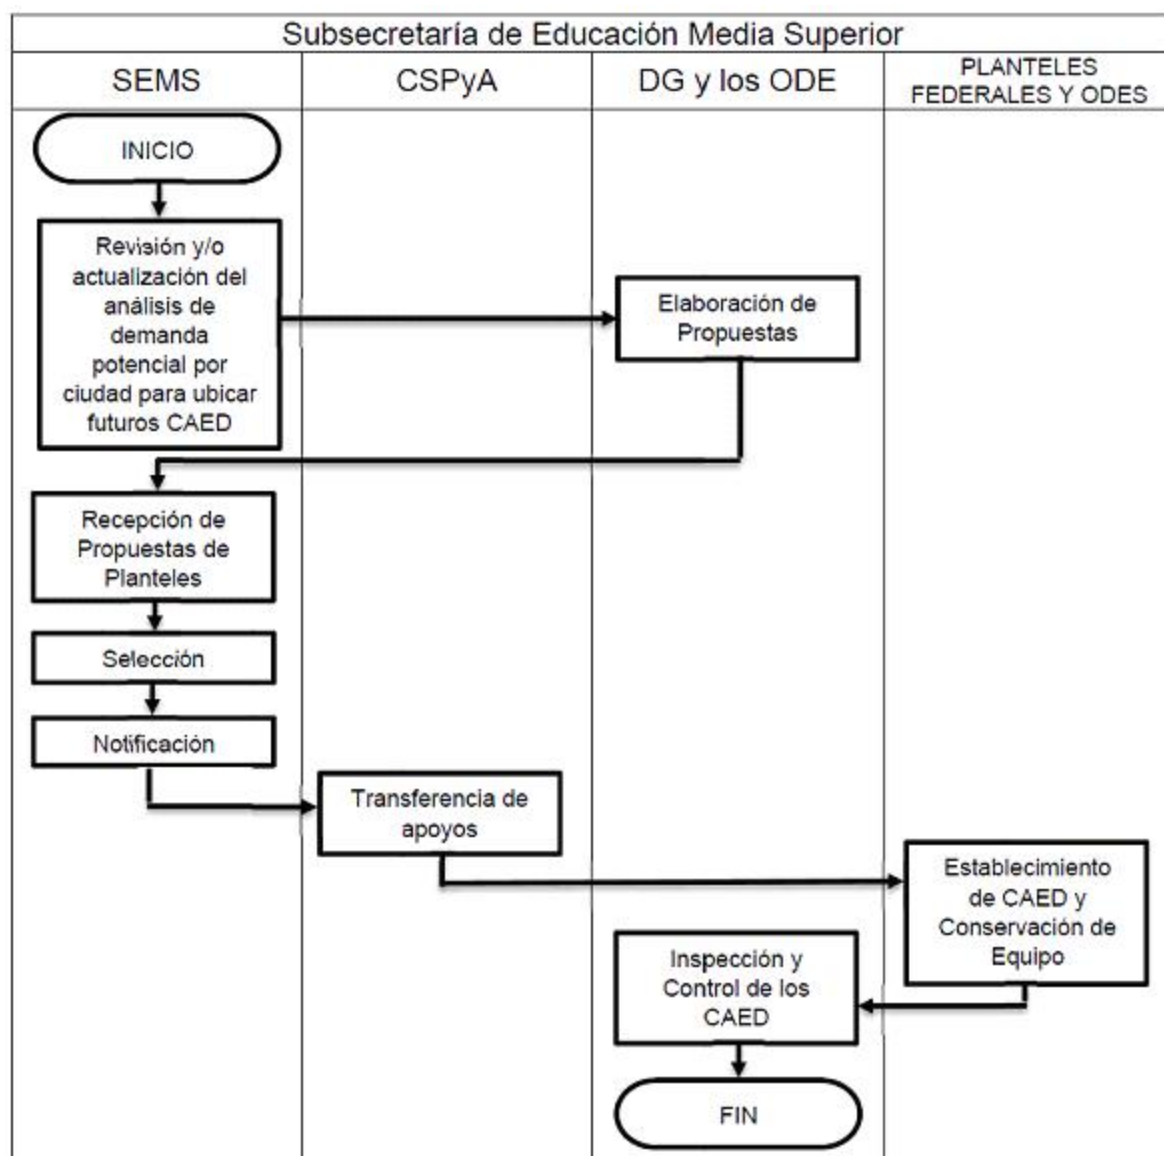 Subsecretaría de Educación Media Superior
SEMS
CSPyA
DG y los ODE
PLANTELES
FEDERALES Y ODES
INICIO
Revisión y/o
actualización del
análisis de
demanda
potencial por
ciudad para ubicar
futuros CAED
Elaboración de
Propuestas
Recepción de
Propuestas de
Planteles
Selección
Notificación
Transferencia de
apoyos
Establecimiento
de CAED y
Conservación de
Equipo
Inspección y
Control de los
CAED
FIN